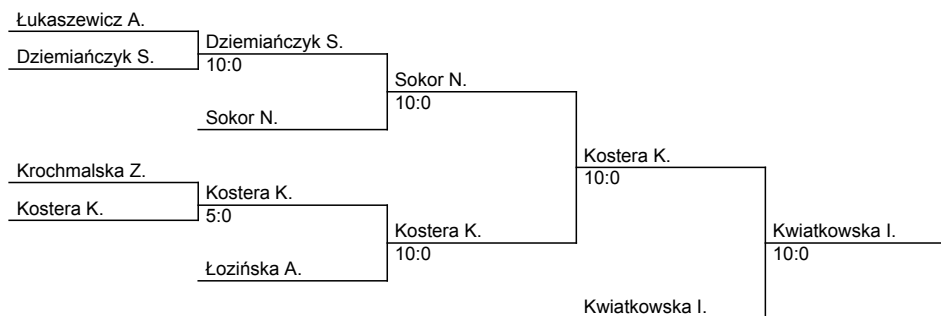 Łukaszewicz A.
Dziemiańczyk S.
Dziemiańczyk S.
10:0
Sokor N.
Sokor N.
10:0
Krochmalska Z.
Kostera K.
Kostera K.
5:0
Łozińska A.
Kostera K.
10:0
Kostera K.
10:0
Kwiatkowska I.
Kwiatkowska I.
10:0